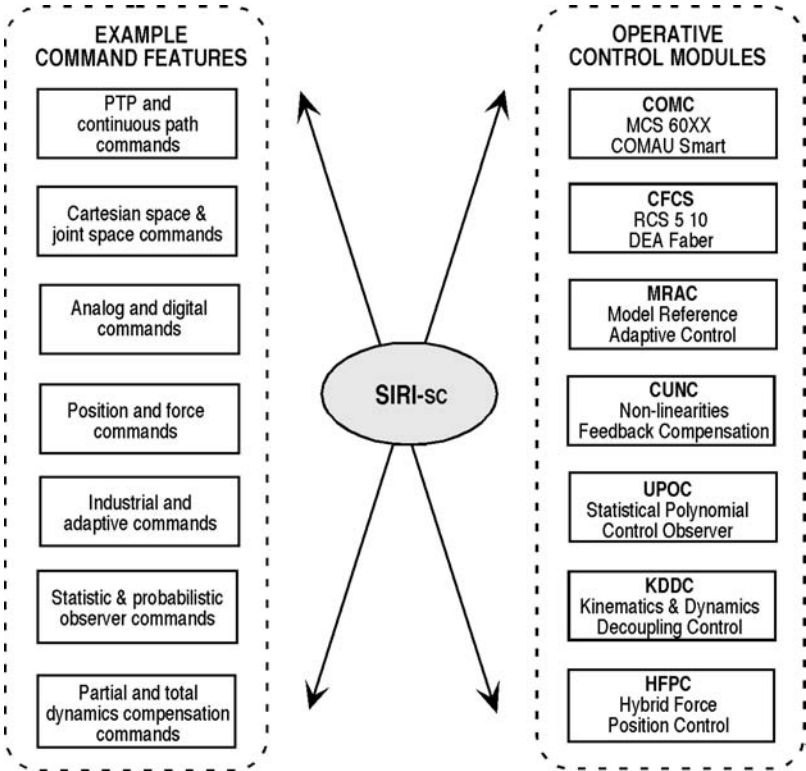 EXAMPLE
COMMAND FEATURES
PTP and
continuous path
commands
Cartesian space &
joint space commands
Analog and digital
commands
Position and force
commands
Industrial and
adaptive commands
Statistic & probabilistic
observer commands
Partial and total
dynamics compensation
commands
SIRI-SC
OPERATIVE
CONTROL MODULES
COMC
MCS 60XX
COMAU Smart
CFCS
RCS 5 10
DEA Faber
MRAC
Model Reference
Adaptive Control
CUNC
Non-linearities
Feedback Compensation
UPOC
Statistical Polynomial
Control Observer
KDDC
Kinematics & Dynamics
Decoupling Control
HFPC
Hybrid Force
Position Control